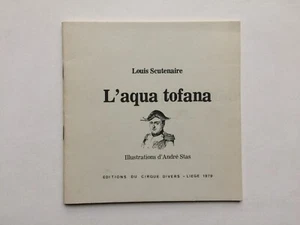 Louis Scutenaire
L'aqua tofana
Illustrations d'André Stas
EDITIONS DU CIRQUE DIVERS - LIEGE 1979